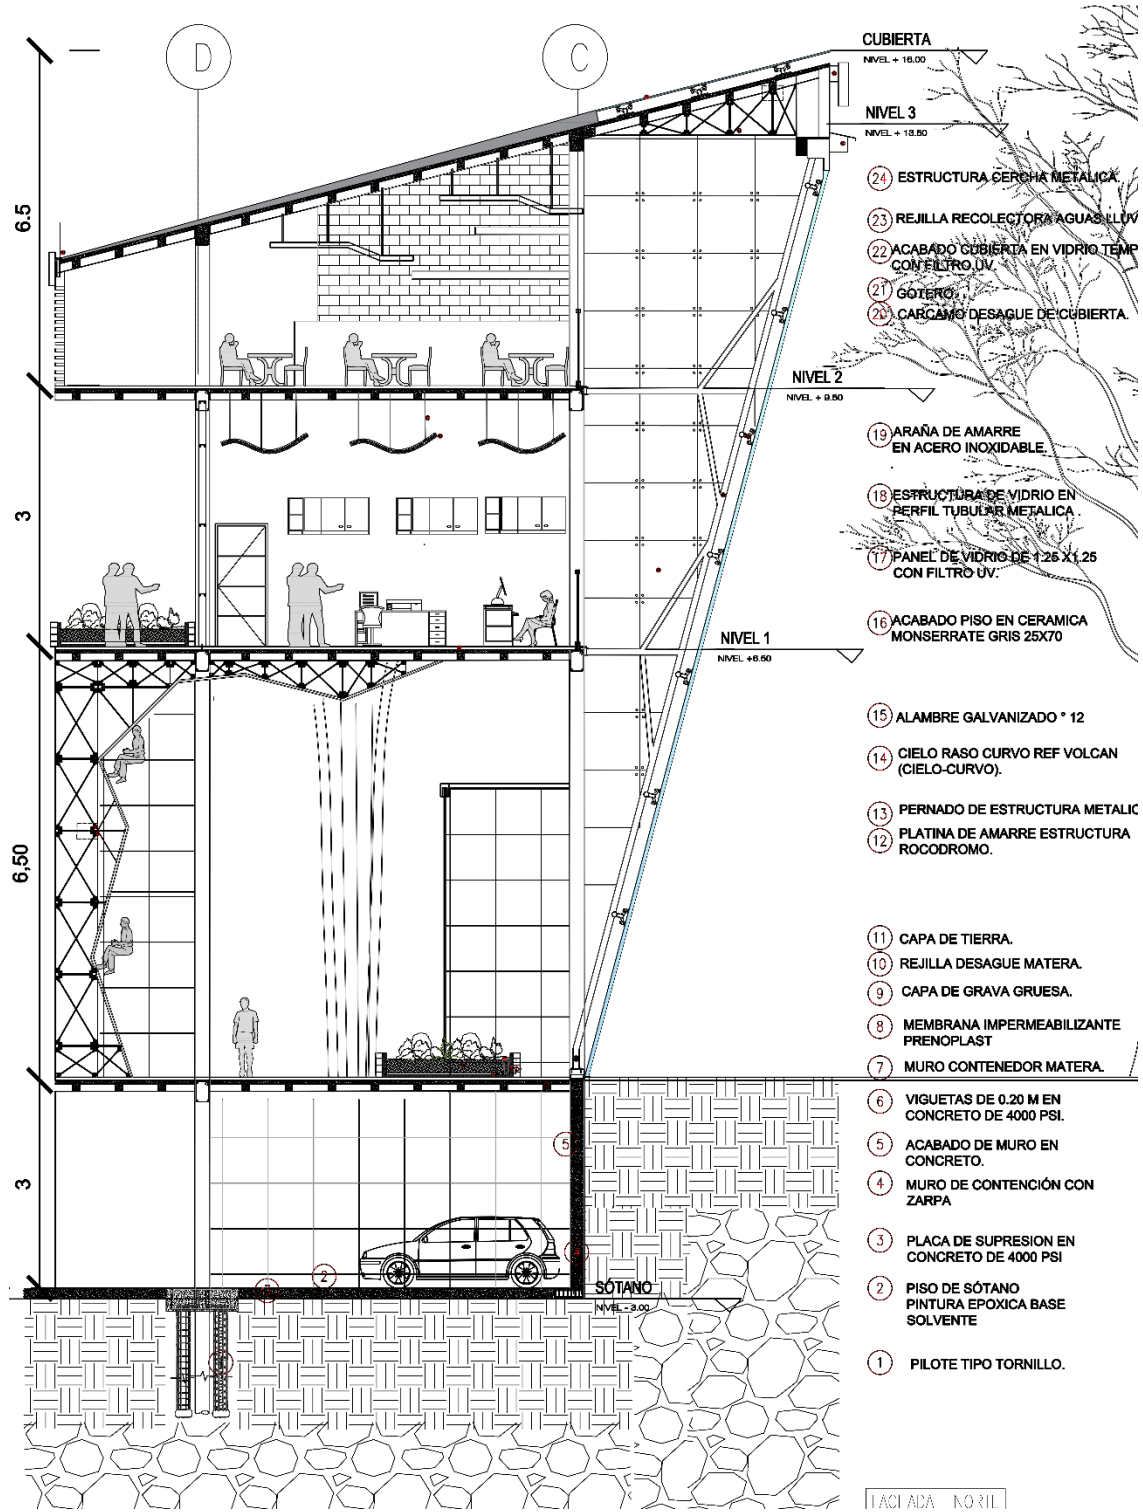 D
C
CUBIERTA
NIVEL + 16.00
NIVEL 3
NIVEL + 13.50
24 ESTRUCTURA CERCHA METALICA.
23 REJILLA RECOLECTORA AGUAS LLUV
22 ACABADO CUBIERTA EN VIDRIO TEMP
CON FILTRO UV.
21 GOTERO.
20 CARCAMO DESAGUE DE CUBIERTA.
6.5
NIVEL 2
NIVEL + 9.50
19 ARAÑA DE AMARRE
EN ACERO INOXIDABLE.
18 ESTRUCTURA DE VIDRIO EN
PERFIL TUBULAR METALICA .
3
17 PANEL DE VIDRIO DE 1.25 X1.25
CON FILTRO UV.
16 ACABADO PISO EN CERAMICA
MONSERRATE GRIS 25X70
NIVEL 1
NIVEL +6.50
15 ALAMBRE GALVANIZADO ° 12
14 CIELO RASO CURVO REF VOLCAN
(CIELO-CURVO).
13 PERNADO DE ESTRUCTURA METALIC
12 PLATINA DE AMARRE ESTRUCTURA
ROCODROMO.
6,50
11 CAPA DE TIERRA.
10 REJILLA DESAGUE MATERA.
9 CAPA DE GRAVA GRUESA.
8 MEMBRANA IMPERMEABILIZANTE
PRENOPLAST
7 MURO CONTENEDOR MATERA.
6 VIGUETAS DE 0.20 M EN
CONCRETO DE 4000 PSI.
5
5 ACABADO DE MURO EN
CONCRETO.
3
4 MURO DE CONTENCIÓN CON
ZARPA
3 PLACA DE SUPRESION EN
CONCRETO DE 4000 PSI
2
SÓTANO
NIVEL - 3.00
2 PISO DE SÓTANO
PINTURA EPOXICA BASE
SOLVENTE
1 PILOTE TIPO TORNILLO.
FACHADA NORTE